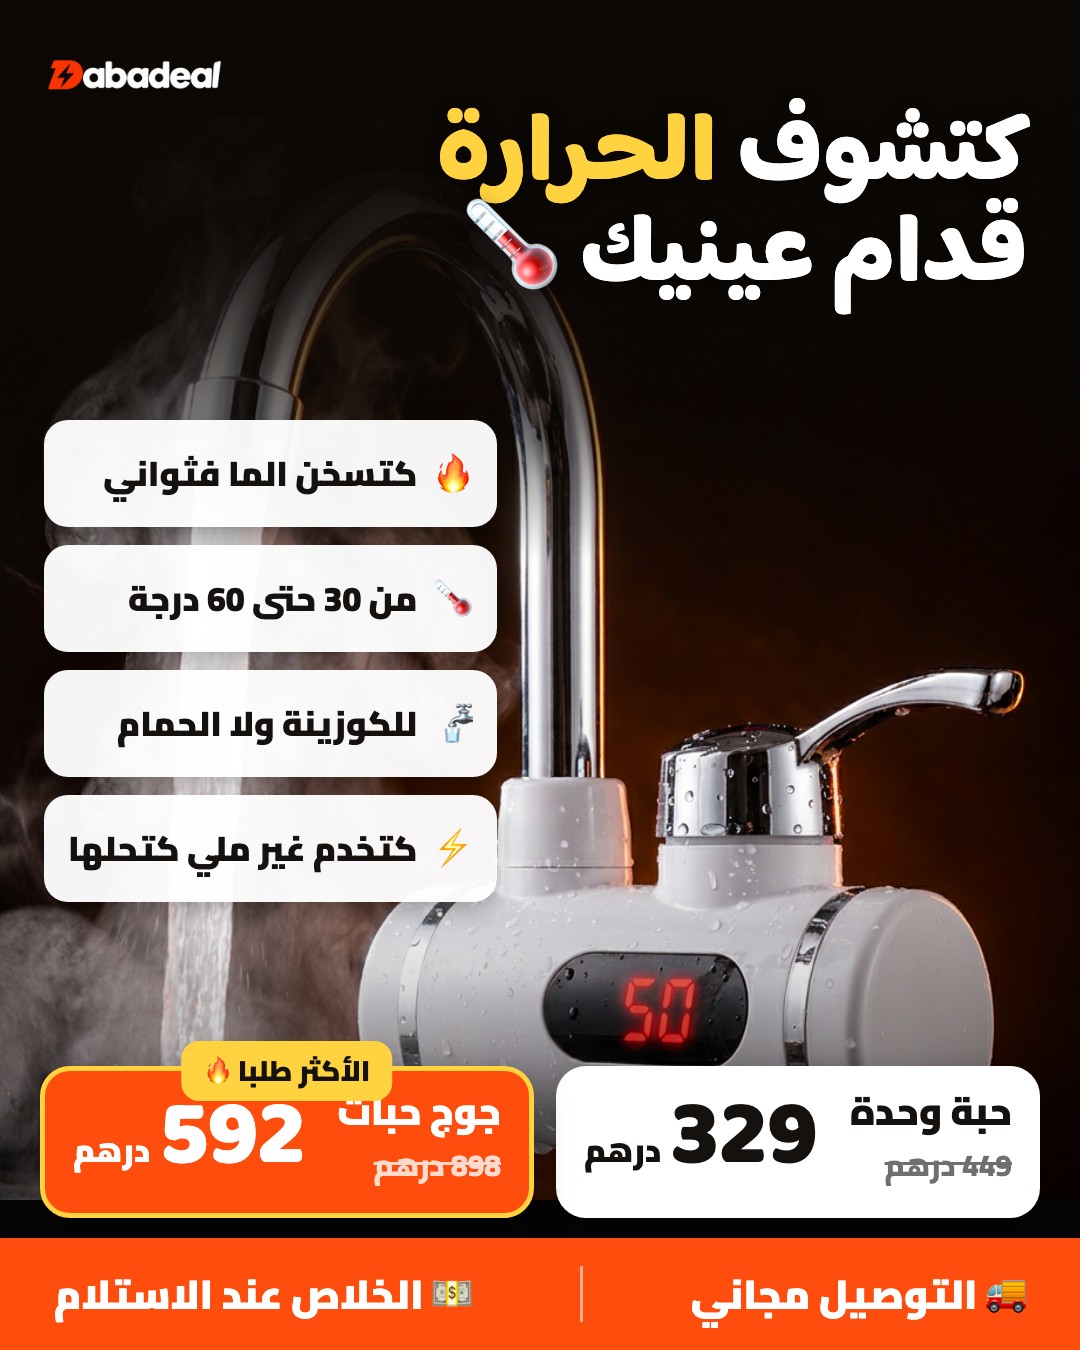 Dabadeal
كتشوف الحرارة
قدام عينيك
كتسخن الما فثواني
من 30 حتى 60 درجة
للكوزينة ولا الحمام
كتخدم غير ملي كتحلها
50
حبة وحدة
329 درهم
449 درهم
الأكثر طلبا
جوج حبات
592 درهم
898 درهم
التوصيل مجاني
الخلاص عند الاستلام